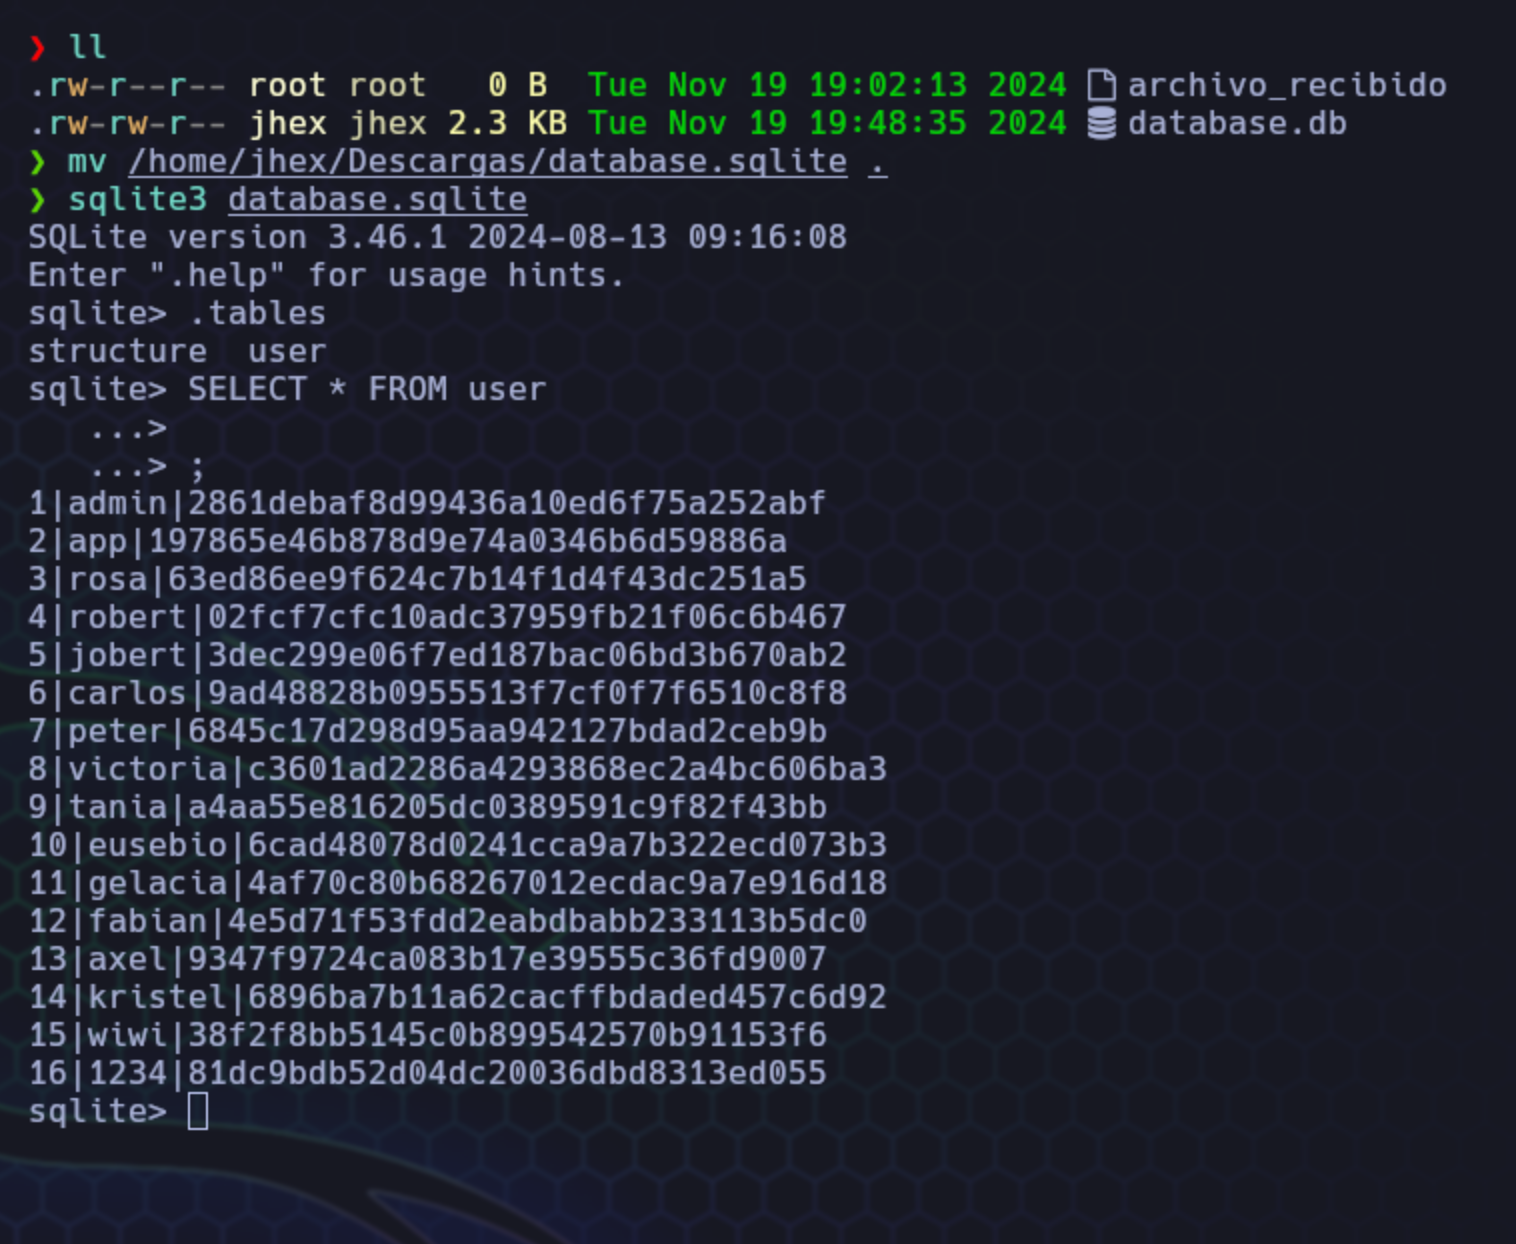 ❯ ll
.rw-r--r-- root root   0 B  Tue Nov 19 19:02:13 2024 archivo_recibido
.rw-rw-r-- jhex jhex 2.3 KB Tue Nov 19 19:48:35 2024 database.db
❯ mv /home/jhex/Descargas/database.sqlite .
❯ sqlite3 database.sqlite
SQLite version 3.46.1 2024-08-13 09:16:08
Enter ".help" for usage hints.
sqlite> .tables
structure  user
sqlite> SELECT * FROM user
   ...>
   ...> ;
1|admin|2861debaf8d99436a10ed6f75a252abf
2|app|197865e46b878d9e74a0346b6d59886a
3|rosa|63ed86ee9f624c7b14f1d4f43dc251a5
4|robert|02fcf7cfc10adc37959fb21f06c6b467
5|jobert|3dec299e06f7ed187bac06bd3b670ab2
6|carlos|9ad48828b0955513f7cf0f7f6510c8f8
7|peter|6845c17d298d95aa942127bdad2ceb9b
8|victoria|c3601ad2286a4293868ec2a4bc606ba3
9|tania|a4aa55e816205dc0389591c9f82f43bb
10|eusebio|6cad48078d0241cca9a7b322ecd073b3
11|gelacia|4af70c80b68267012ecdac9a7e916d18
12|fabian|4e5d71f53fdd2eabdbabb233113b5dc0
13|axel|9347f9724ca083b17e39555c36fd9007
14|kristel|6896ba7b11a62cacffbdaded457c6d92
15|wiwi|38f2f8bb5145c0b899542570b91153f6
16|1234|81dc9bdb52d04dc20036dbd8313ed055
sqlite>